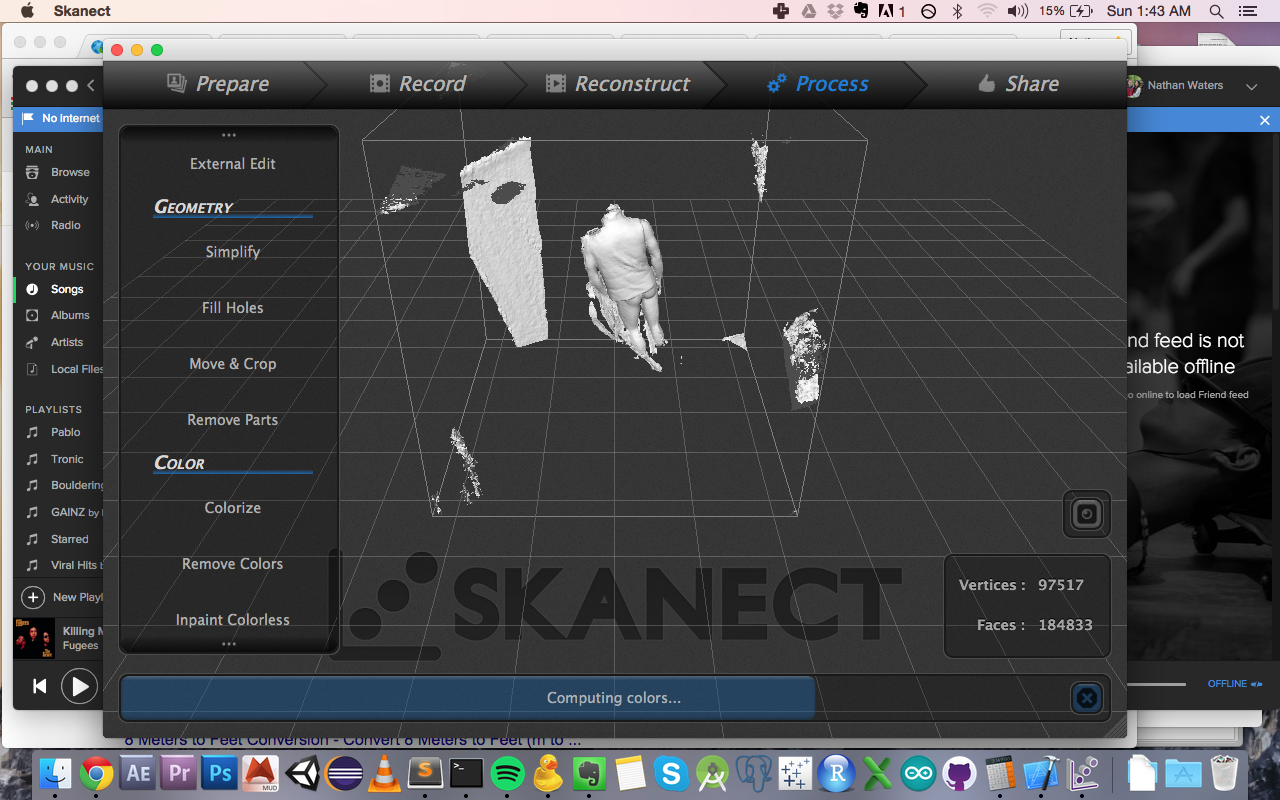 Skanect
1
15%
Sun 1:43 AM
Prepare
Record
Reconstruct
Process
Share
Nathan Waters
No Internet
MAIN
Browse
Activity
Radio
YOUR MUSIC
Songs
Albums
Artists
Local Files
PLAYLISTS
Pablo
Tronic
Bouldering
GAINZ by
Starred
Viral Hits
New Playl
Killing M
Fugees
External Edit
GEOMETRY
Simplify
Fill Holes
Move & Crop
Remove Parts
COLOR
Colorize
Remove Colors
Inpaint Colorless
SKANECT
Vertices : 97517
Faces : 184833
Computing colors...
nd feed is not
ailable offline
o online to load Friend feed
OFFLINE
8 Meters to Feet Conversion - Convert 8 Meters to Feet (m to ...
AE
Pr
Ps
MUD
S
R
X